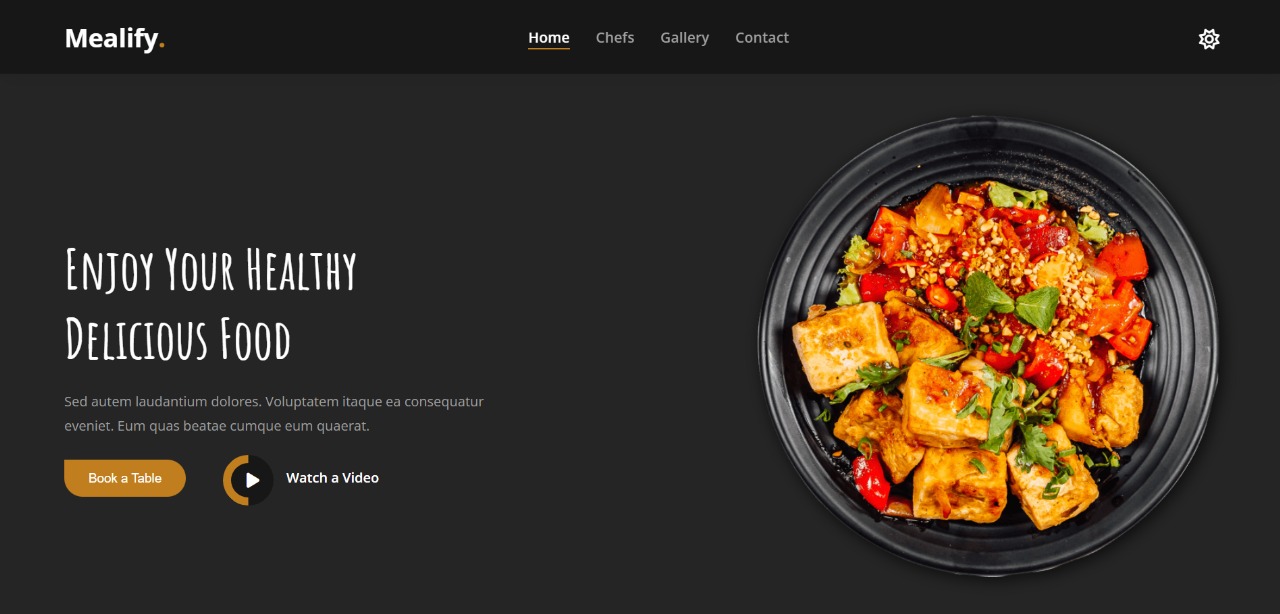 Mealify.
Home Chefs Gallery Contact
Enjoy Your Healthy
Delicious Food
Sed autem laudantium dolores. Voluptatem itaque ea consequatur
eveniet. Eum quas beatae cumque eum quaerat.
Book a Table
Watch a Video